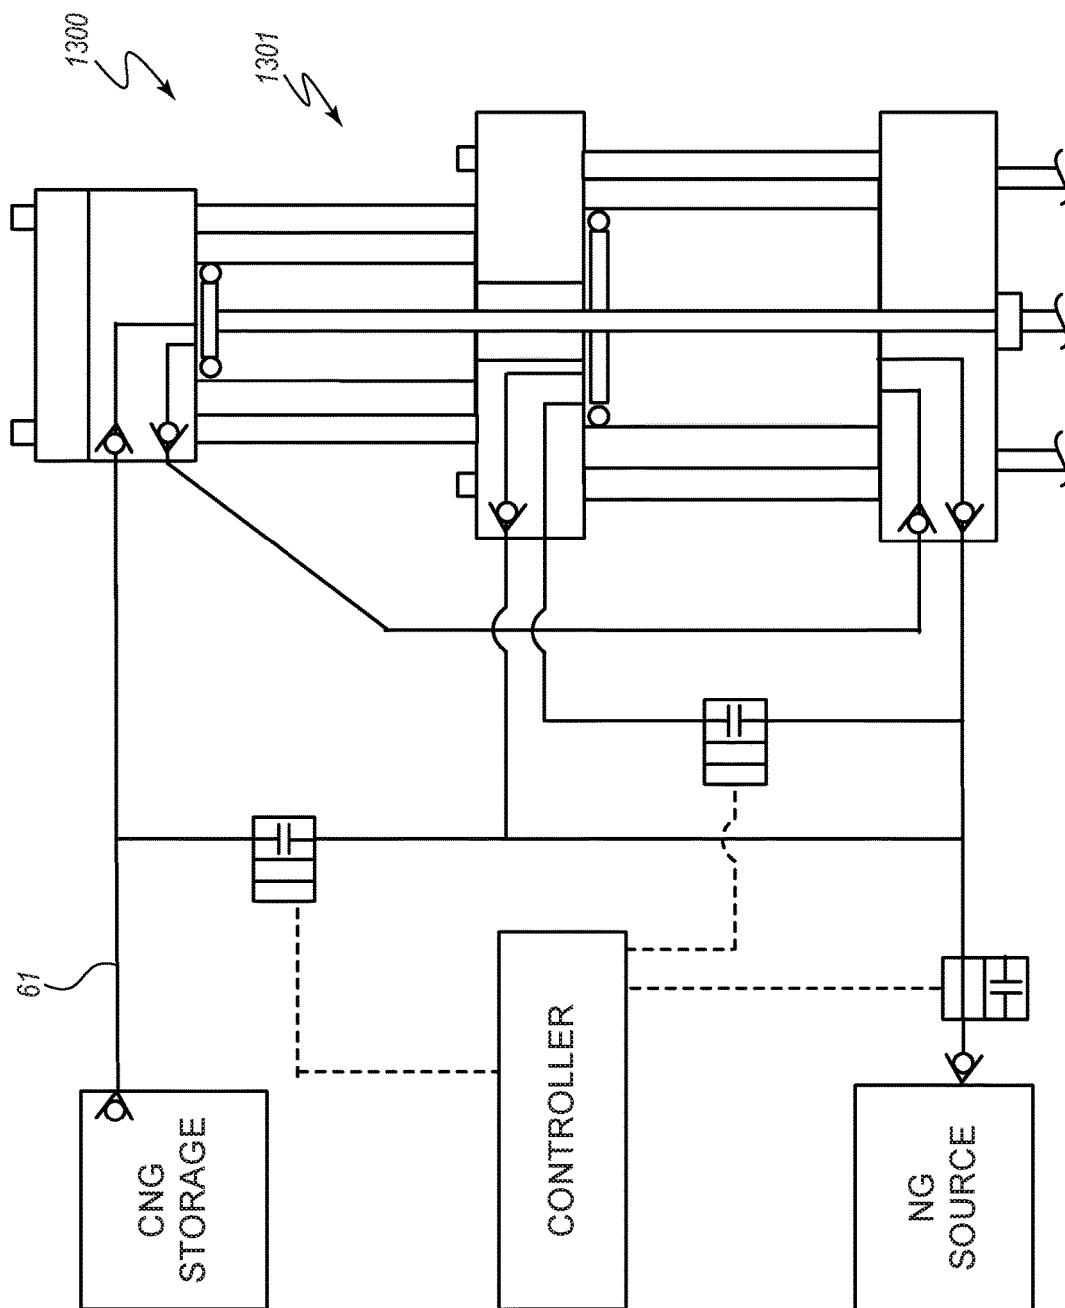 1300
1301
61
CNG
STORAGE
CONTROLLER
NG
SOURCE